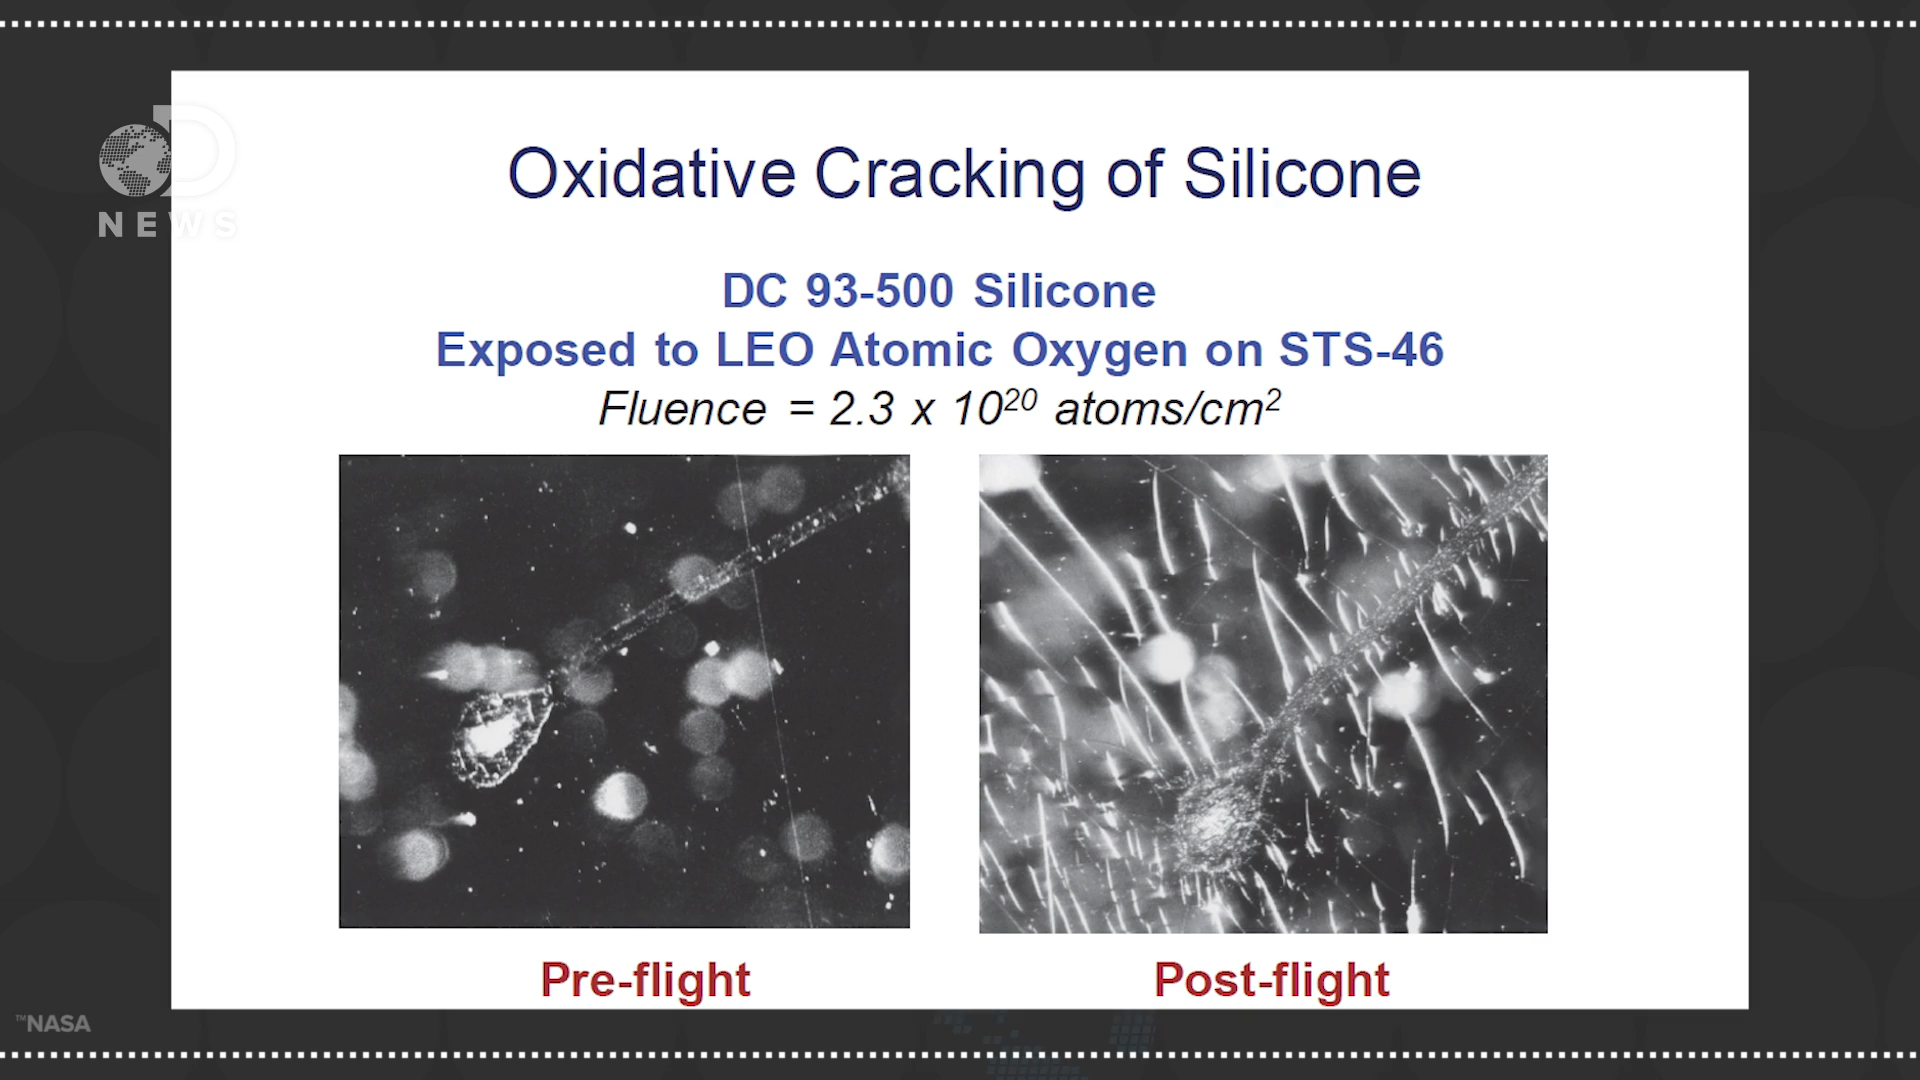 D
NEWS
Oxidative Cracking of Silicone
DC 93-500 Silicone
Exposed to LEO Atomic Oxygen on STS-46
Fluence = 2.3 x 10²⁰ atoms/cm²
Pre-flight
Post-flight
™NASA